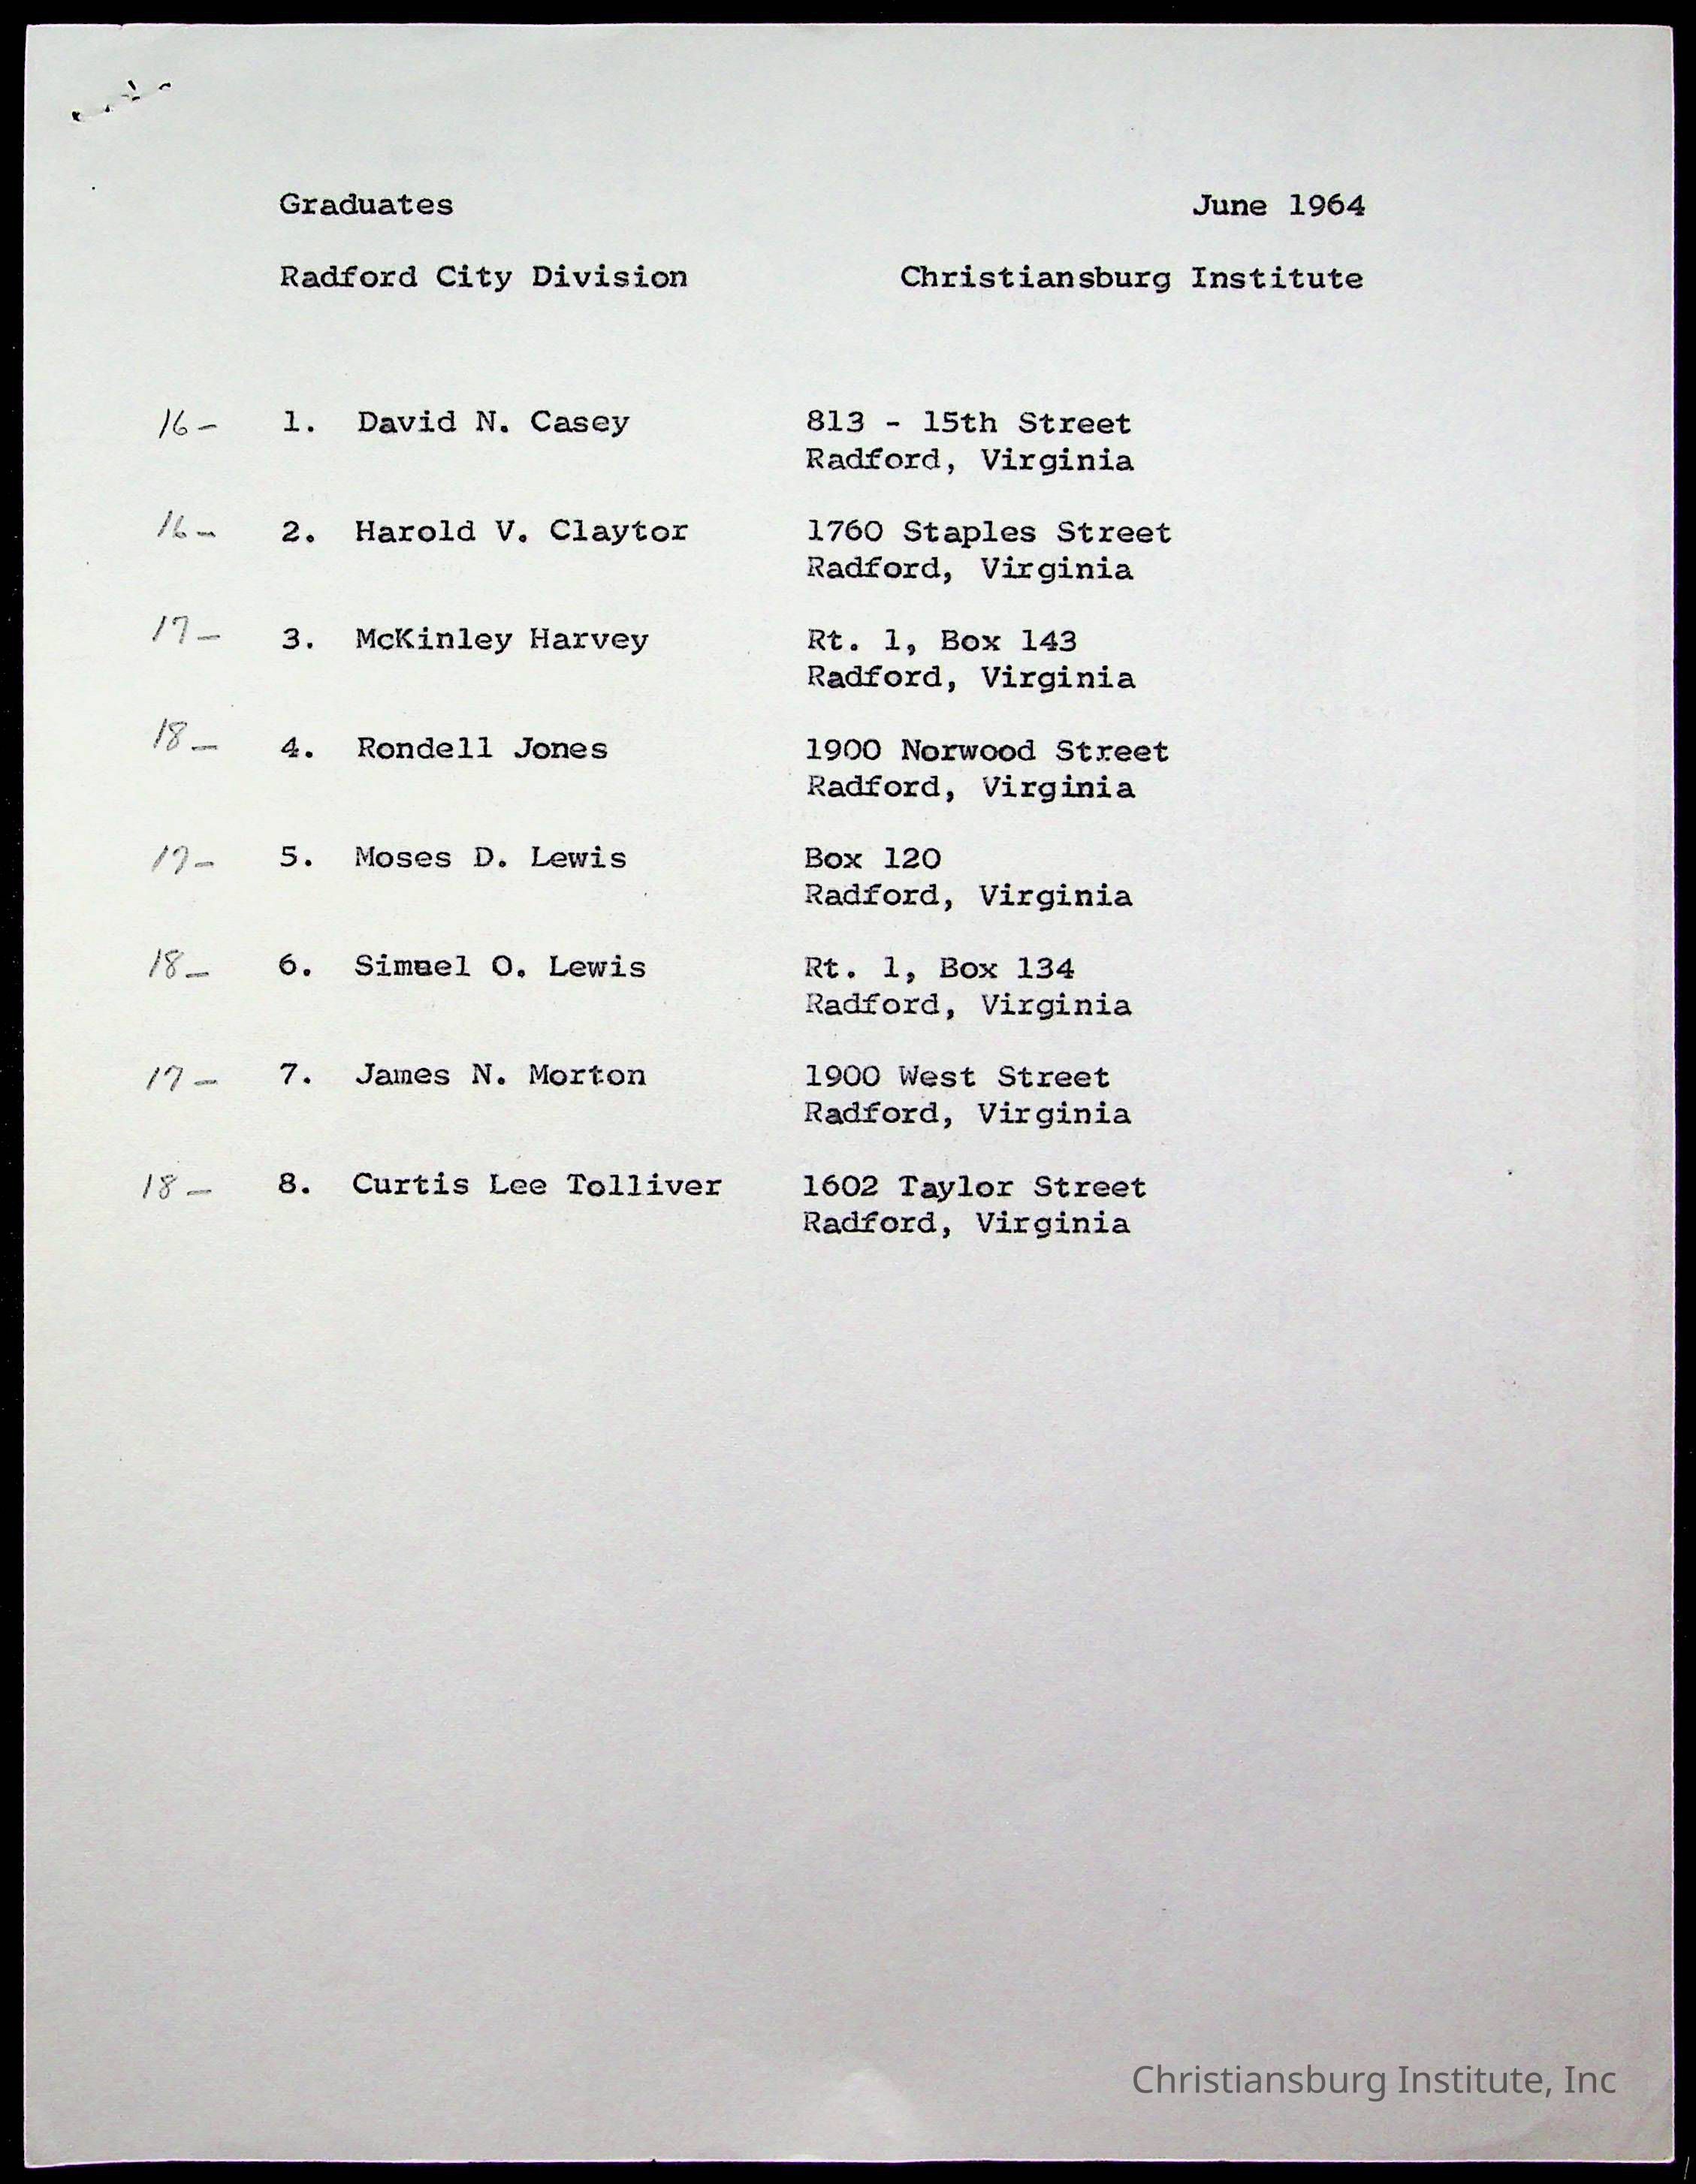 Graduates June 1964
Radford City Division Christiansburg Institute
16- 1. David N. Casey 813 - 15th Street
Radford, Virginia
16- 2. Harold V. Claytor 1760 Staples Street
Radford, Virginia
17- 3. McKinley Harvey Rt. 1, Box 143
Radford, Virginia
18- 4. Rondell Jones 1900 Norwood Street
Radford, Virginia
17- 5. Moses D. Lewis Box 120
Radford, Virginia
18- 6. Simuel O. Lewis Rt. 1, Box 134
Radford, Virginia
17- 7. James N. Morton 1900 West Street
Radford, Virginia
18- 8. Curtis Lee Tolliver 1602 Taylor Street
Radford, Virginia
Christiansburg Institute, Inc